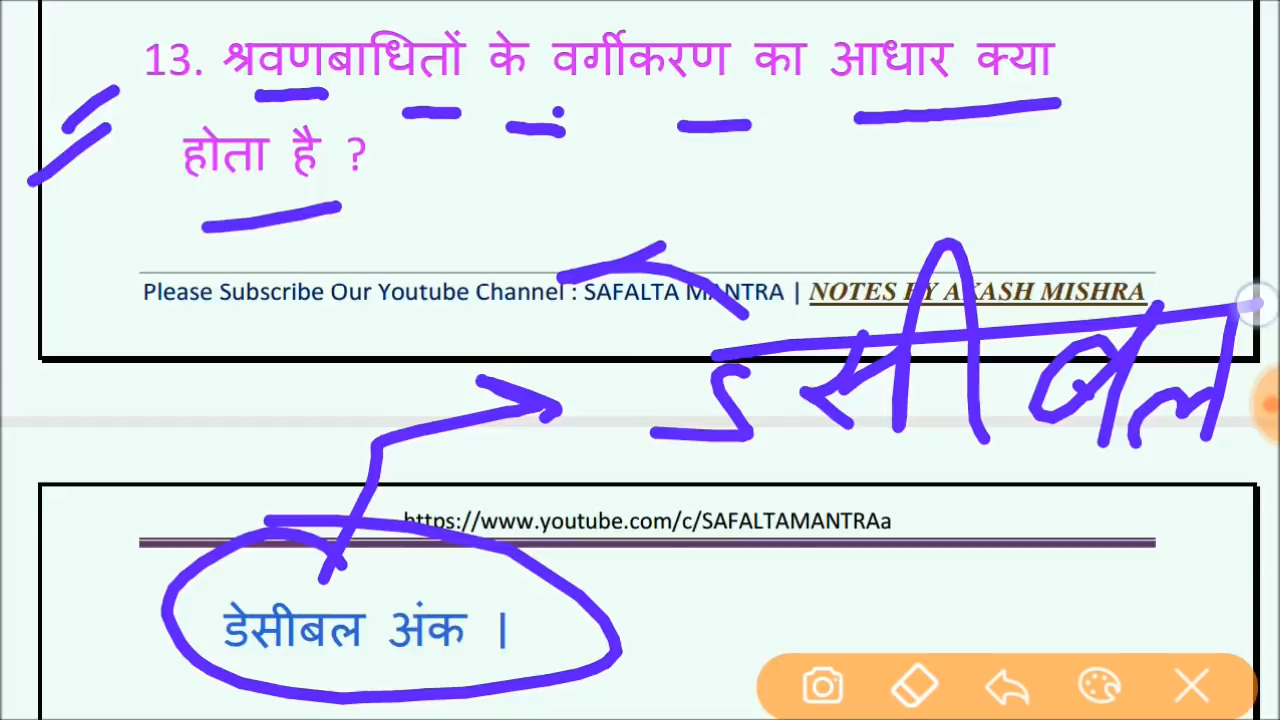 13. श्रवणबाधितों के वर्गीकरण का आधार क्या
होता है ?
Please Subscribe Our Youtube Channel : SAFALTA MANTRA | NOTES BY AKASH MISHRA
डेसीबल
https://www.youtube.com/c/SAFALTAMANTRAa
डेसीबल अंक ।